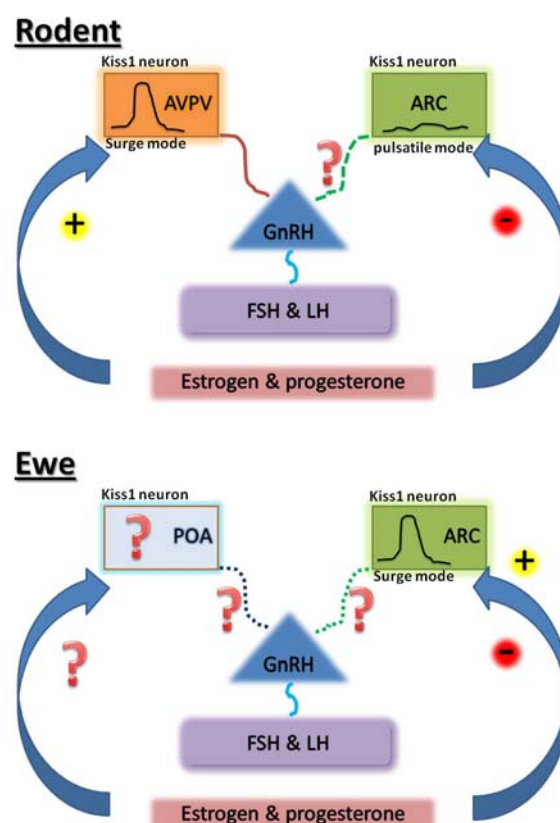 Rodent
Kiss1 neuron
AVPV
Surge mode
Kiss1 neuron
ARC
pulsatile mode
?
+
-
GnRH
FSH & LH
Estrogen & progesterone
Ewe
Kiss1 neuron
? POA
Kiss1 neuron
ARC
Surge mode
+
?
?
?
-
GnRH
FSH & LH
Estrogen & progesterone